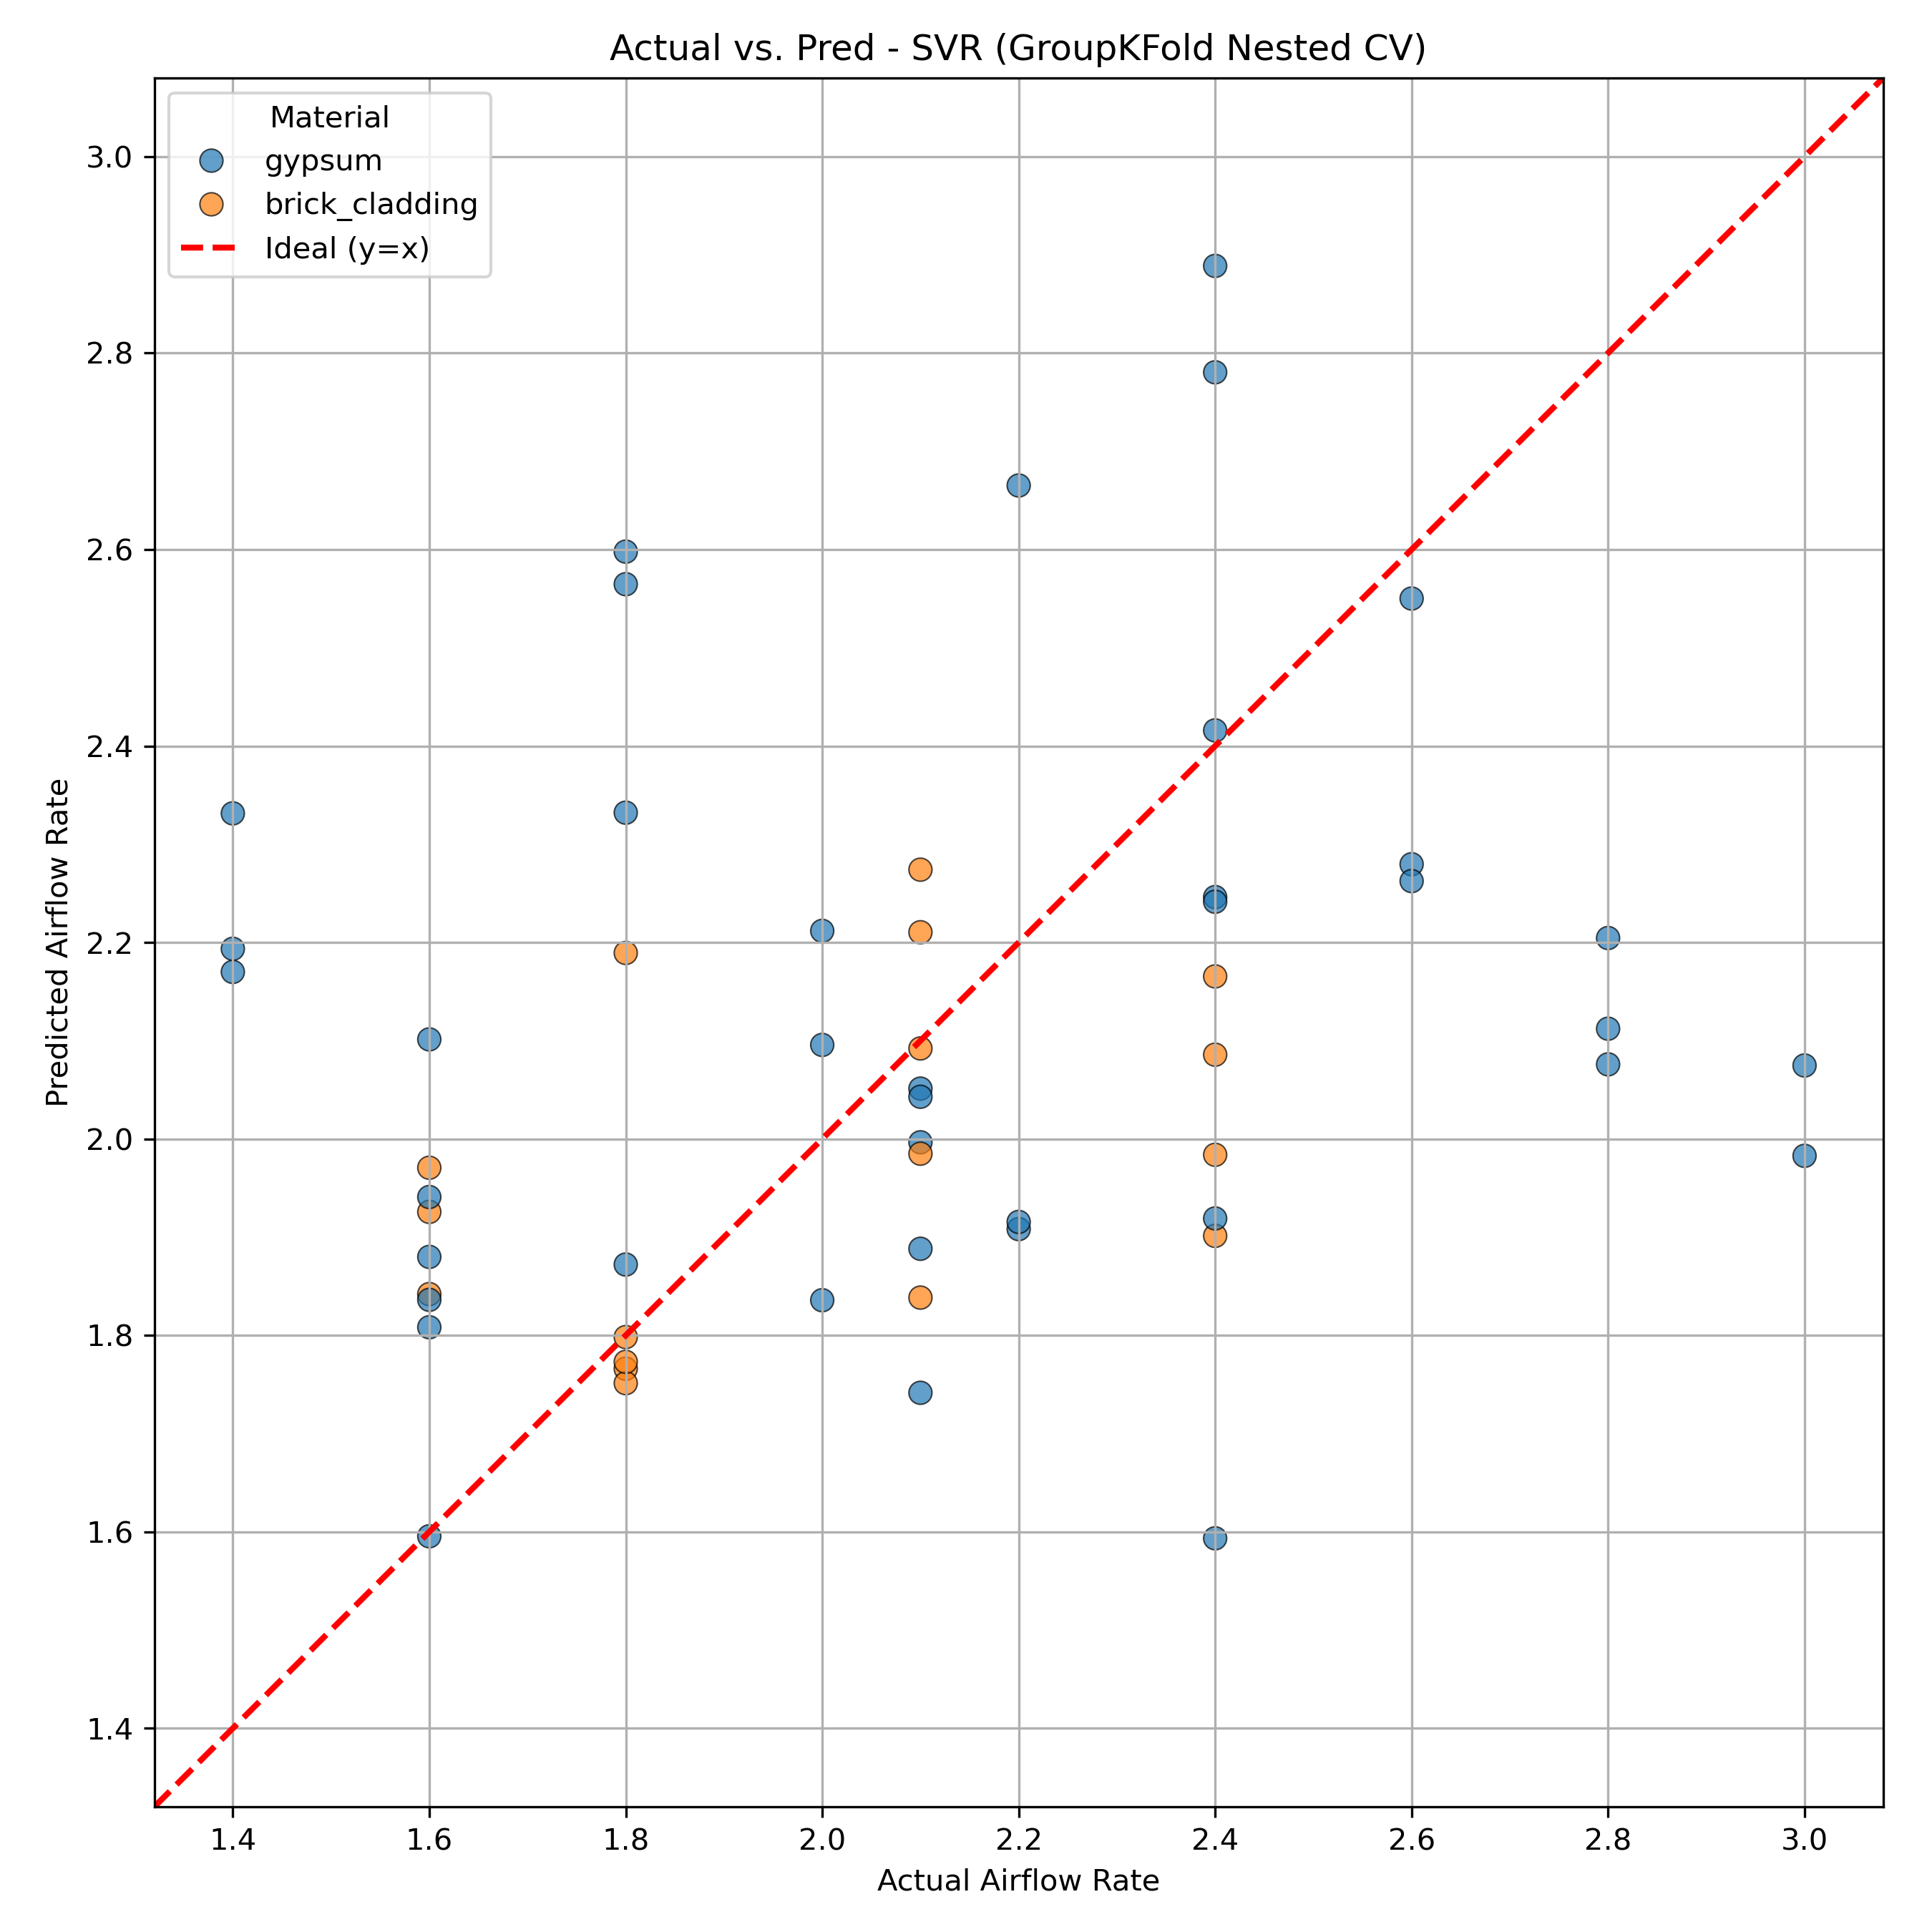 Actual vs. Pred - SVR (GroupKFold Nested CV)
Material
gypsum
brick_cladding
Ideal (y=x)
3.0
2.8
2.6
2.4
2.2
2.0
1.8
1.6
1.4
Predicted Airflow Rate
1.4 1.6 1.8 2.0 2.2 2.4 2.6 2.8 3.0
Actual Airflow Rate